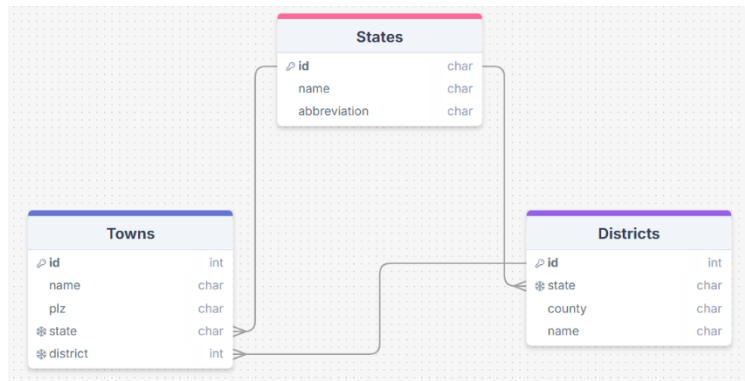 States
id char
name char
abbreviation char
Towns
id int
name char
plz char
state char
district int
Districts
id int
state char
county char
name char